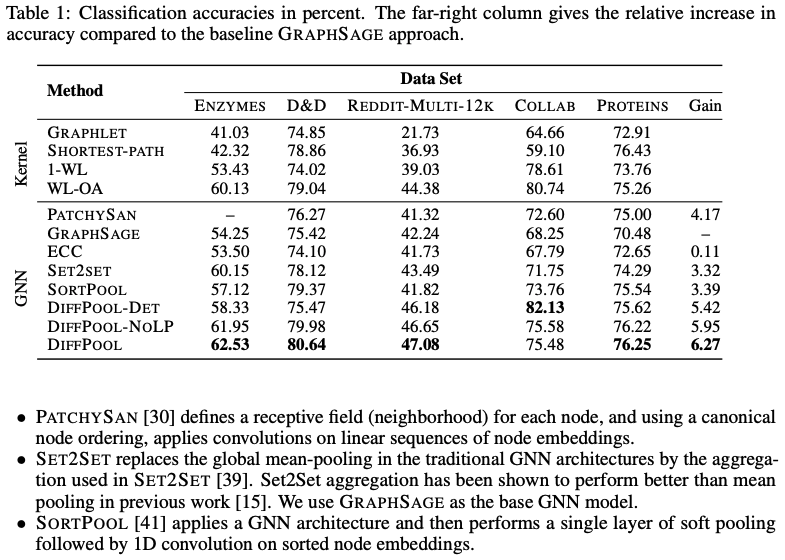 Table 1: Classification accuracies in percent. The far-right column gives the relative increase in
accuracy compared to the baseline GRAPHSAGE approach.
Method
Data Set
ENZYMES D&D REDDIT-MULTI-12K COLLAB PROTEINS Gain
Kernel
GRAPHLET 41.03 74.85 21.73 64.66 72.91
SHORTEST-PATH 42.32 78.86 36.93 59.10 76.43
1-WL 53.43 74.02 39.03 78.61 73.76
WL-OA 60.13 79.04 44.38 80.74 75.26
GNN
PATCHYSAN – 76.27 41.32 72.60 75.00 4.17
GRAPHSAGE 54.25 75.42 42.24 68.25 70.48 –
ECC 53.50 74.10 41.73 67.79 72.65 0.11
SET2SET 60.15 78.12 43.49 71.75 74.29 3.32
SORTPOOL 57.12 79.37 41.82 73.76 75.54 3.39
DIFFPOOL-DET 58.33 75.47 46.18 82.13 75.62 5.42
DIFFPOOL-NOLP 61.95 79.98 46.65 75.58 76.22 5.95
DIFFPOOL 62.53 80.64 47.08 75.48 76.25 6.27
• PATCHYSAN [30] defines a receptive field (neighborhood) for each node, and using a canonical
node ordering, applies convolutions on linear sequences of node embeddings.
• SET2SET replaces the global mean-pooling in the traditional GNN architectures by the aggrega-
tion used in SET2SET [39]. Set2Set aggregation has been shown to perform better than mean
pooling in previous work [15]. We use GRAPHSAGE as the base GNN model.
• SORTPOOL [41] applies a GNN architecture and then performs a single layer of soft pooling
followed by 1D convolution on sorted node embeddings.